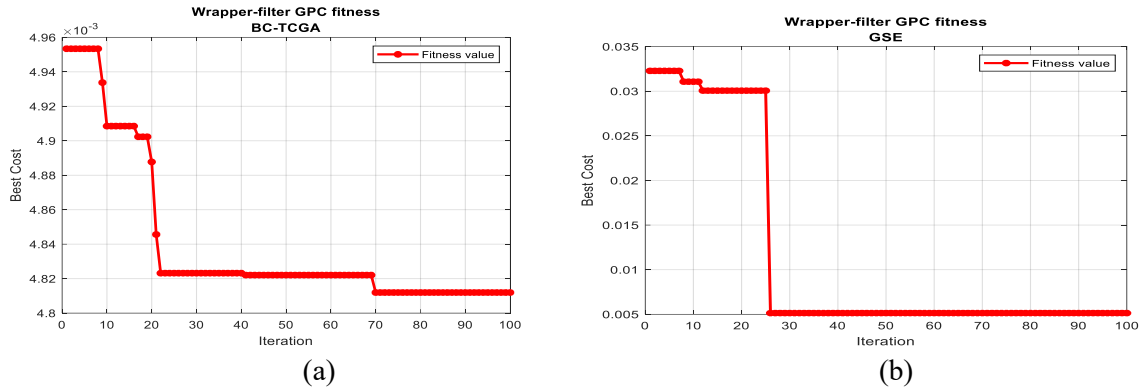 Wrapper-filter GPC fitness
BC-TCGA
×10⁻³
4.96
4.94
4.92
4.9
4.88
4.86
4.84
4.82
4.8
Best Cost
Fitness value
0 10 20 30 40 50 60 70 80 90 100
Iteration
(a)
Wrapper-filter GPC fitness
GSE
0.035
0.03
0.025
0.02
0.015
0.01
0.005
Best Cost
Fitness value
0 10 20 30 40 50 60 70 80 90 100
Iteration
(b)